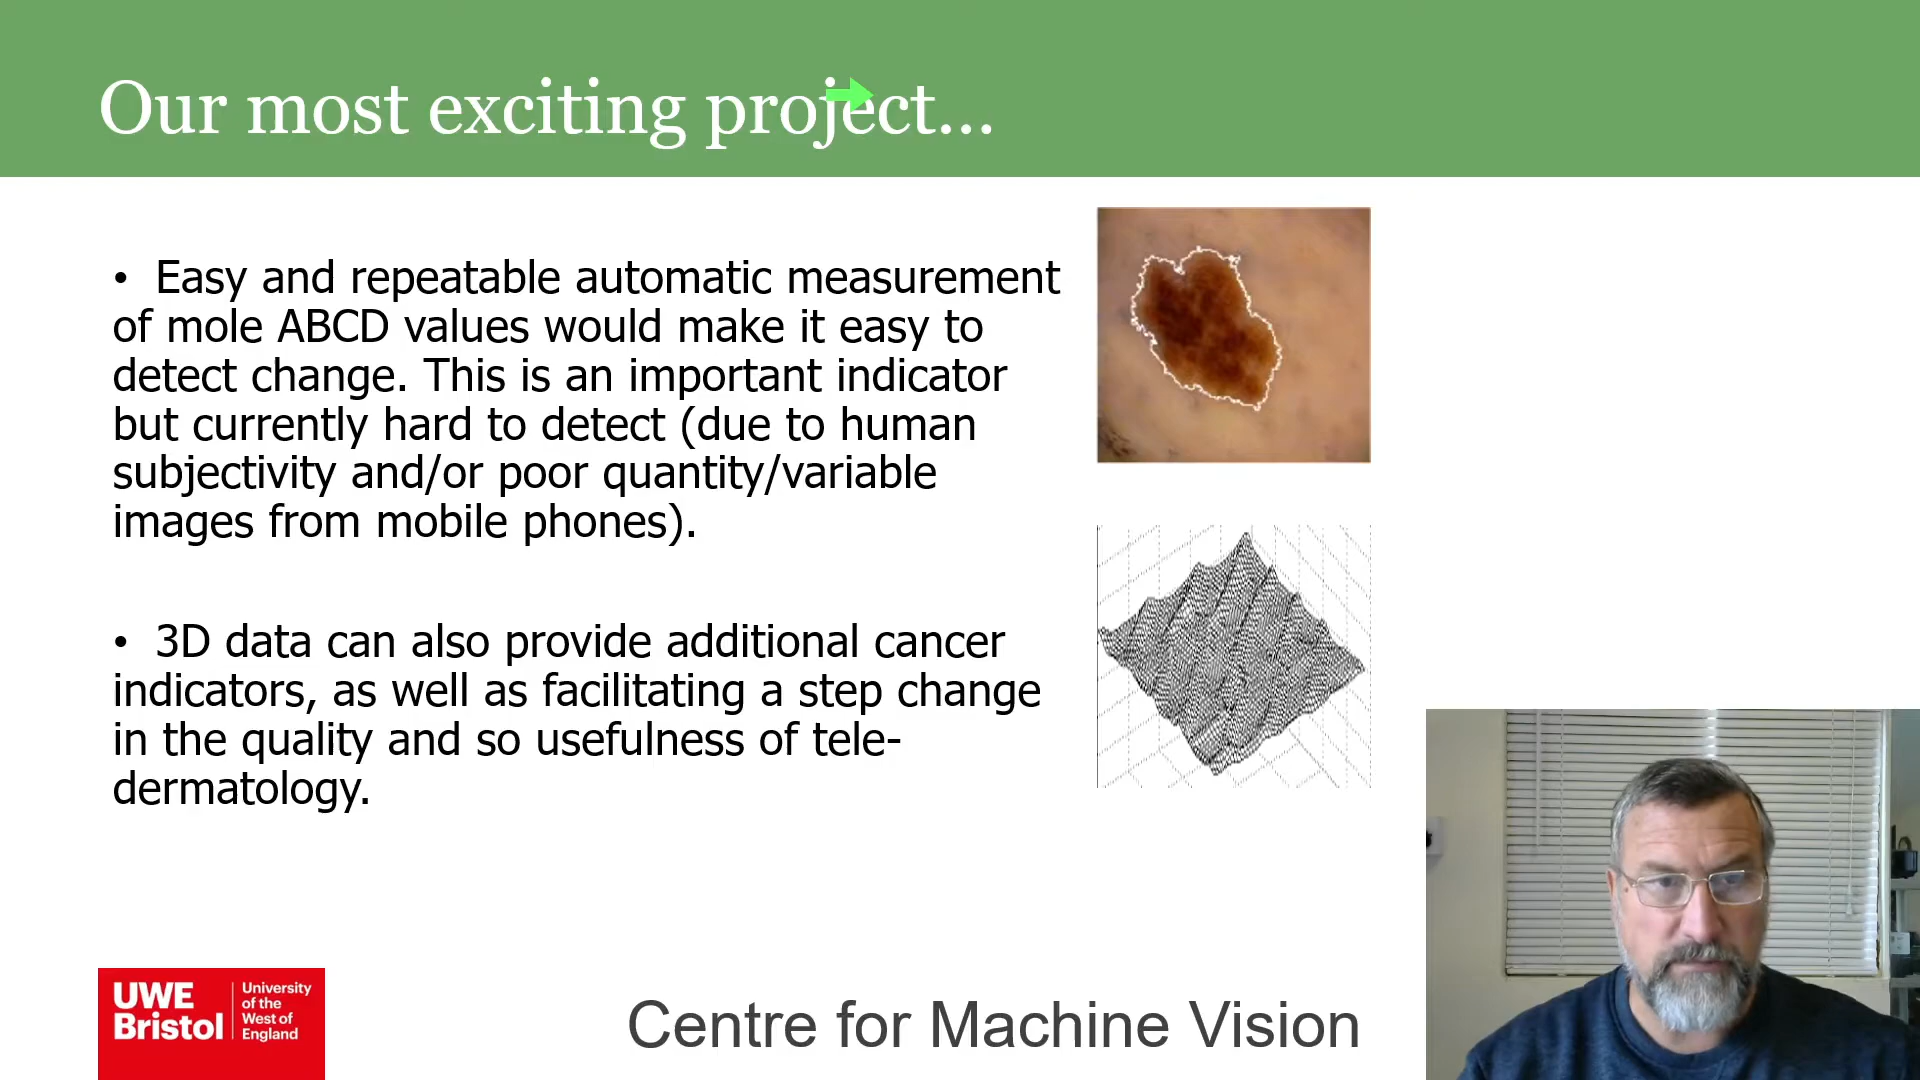 Our most exciting project...
• Easy and repeatable automatic measurement
of mole ABCD values would make it easy to
detect change. This is an important indicator
but currently hard to detect (due to human
subjectivity and/or poor quantity/variable
images from mobile phones).
• 3D data can also provide additional cancer
indicators, as well as facilitating a step change
in the quality and so usefulness of tele-
dermatology.
UWE
Bristol
University
of the
West of
England
Centre for Machine Vision